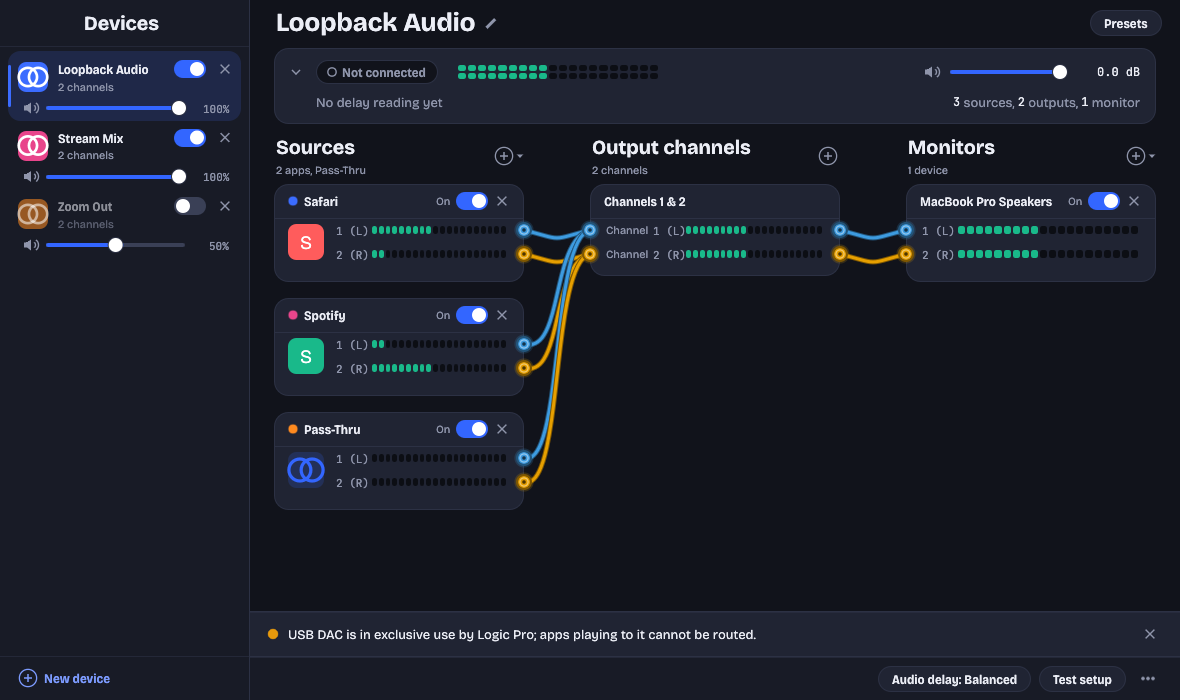 Devices
Loopback Audio
2 channels
100%
Stream Mix
2 channels
100%
Zoom Out
2 channels
50%
New device
Loopback Audio
Presets
Not connected
0.0 dB
No delay reading yet
3 sources, 2 outputs, 1 monitor
Sources
2 apps, Pass-Thru
Safari
On
S
1 (L)
2 (R)
Spotify
On
S
1 (L)
2 (R)
Pass-Thru
On
1 (L)
2 (R)
Output channels
2 channels
Channels 1 & 2
Channel 1 (L)
Channel 2 (R)
Monitors
1 device
MacBook Pro Speakers
On
1 (L)
2 (R)
USB DAC is in exclusive use by Logic Pro; apps playing to it cannot be routed.
Audio delay: Balanced
Test setup